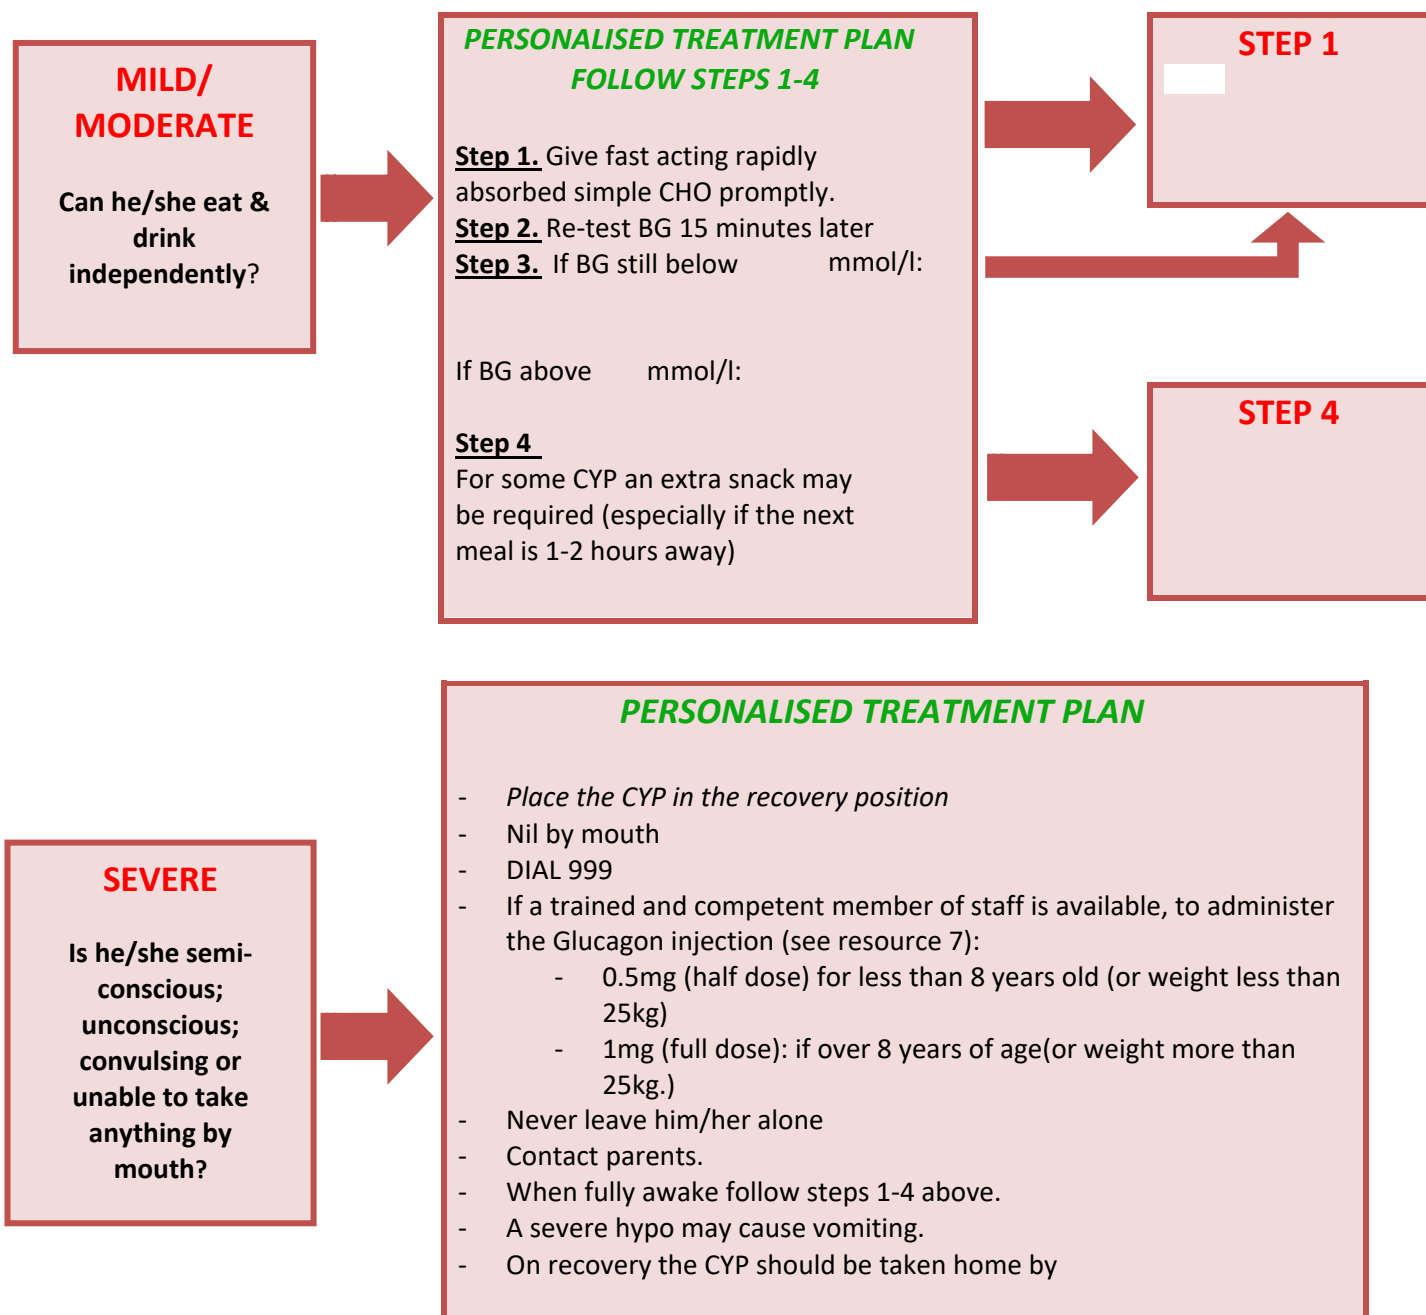 MILD/
MODERATE
Can he/she eat &
drink
independently?
PERSONALISED TREATMENT PLAN
FOLLOW STEPS 1-4
Step 1. Give fast acting rapidly
absorbed simple CHO promptly.
Step 2. Re-test BG 15 minutes later
Step 3. If BG still below mmol/l:
If BG above mmol/l:
Step 4
For some CYP an extra snack may
be required (especially if the next
meal is 1-2 hours away)
STEP 1
STEP 4
SEVERE
Is he/she semi-
conscious;
unconscious;
convulsing or
unable to take
anything by
mouth?
PERSONALISED TREATMENT PLAN
- Place the CYP in the recovery position
- Nil by mouth
- DIAL 999
- If a trained and competent member of staff is available, to administer
the Glucagon injection (see resource 7):
- 0.5mg (half dose) for less than 8 years old (or weight less than
25kg)
- 1mg (full dose): if over 8 years of age(or weight more than
25kg.)
- Never leave him/her alone
- Contact parents.
- When fully awake follow steps 1-4 above.
- A severe hypo may cause vomiting.
- On recovery the CYP should be taken home by